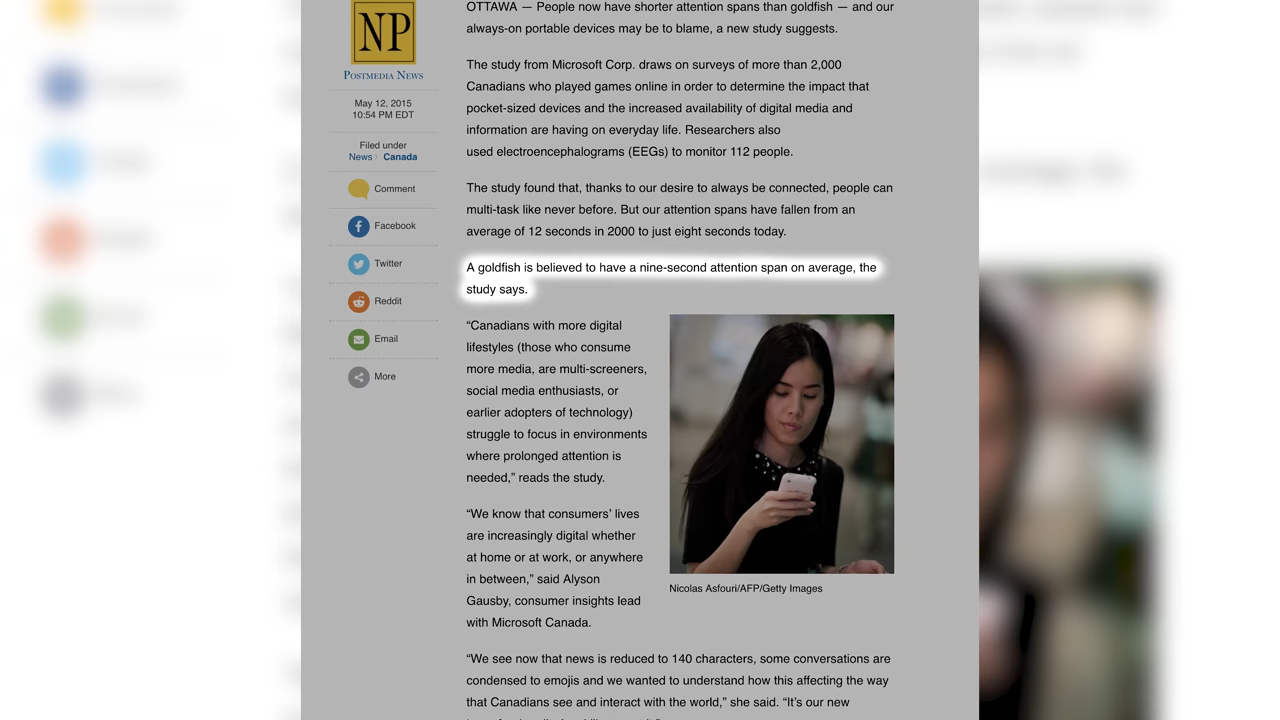 NP
POSTMEDIA NEWS
May 12, 2015
10:54 PM EDT
Filed under
News Canada
Comment
Facebook
Twitter
Reddit
Email
More
OTTAWA — People now have shorter attention spans than goldfish — and our
always-on portable devices may be to blame, a new study suggests.
The study from Microsoft Corp. draws on surveys of more than 2,000
Canadians who played games online in order to determine the impact that
pocket-sized devices and the increased availability of digital media and
information are having on everyday life. Researchers also
used electroencephalograms (EEGs) to monitor 112 people.
The study found that, thanks to our desire to always be connected, people can
multi-task like never before. But our attention spans have fallen from an
average of 12 seconds in 2000 to just eight seconds today.
A goldfish is believed to have a nine-second attention span on average, the
study says.
“Canadians with more digital
lifestyles (those who consume
more media, are multi-screeners,
social media enthusiasts, or
earlier adopters of technology)
struggle to focus in environments
where prolonged attention is
needed,” reads the study.
“We know that consumers’ lives
are increasingly digital whether
at home or at work, or anywhere
in between,” said Alyson
Gausby, consumer insights lead
with Microsoft Canada.
Nicolas Asfouri/AFP/Getty Images
“We see now that news is reduced to 140 characters, some conversations are
condensed to emojis and we wanted to understand how this affecting the way
that Canadians see and interact with the world,” she said. “It’s our new